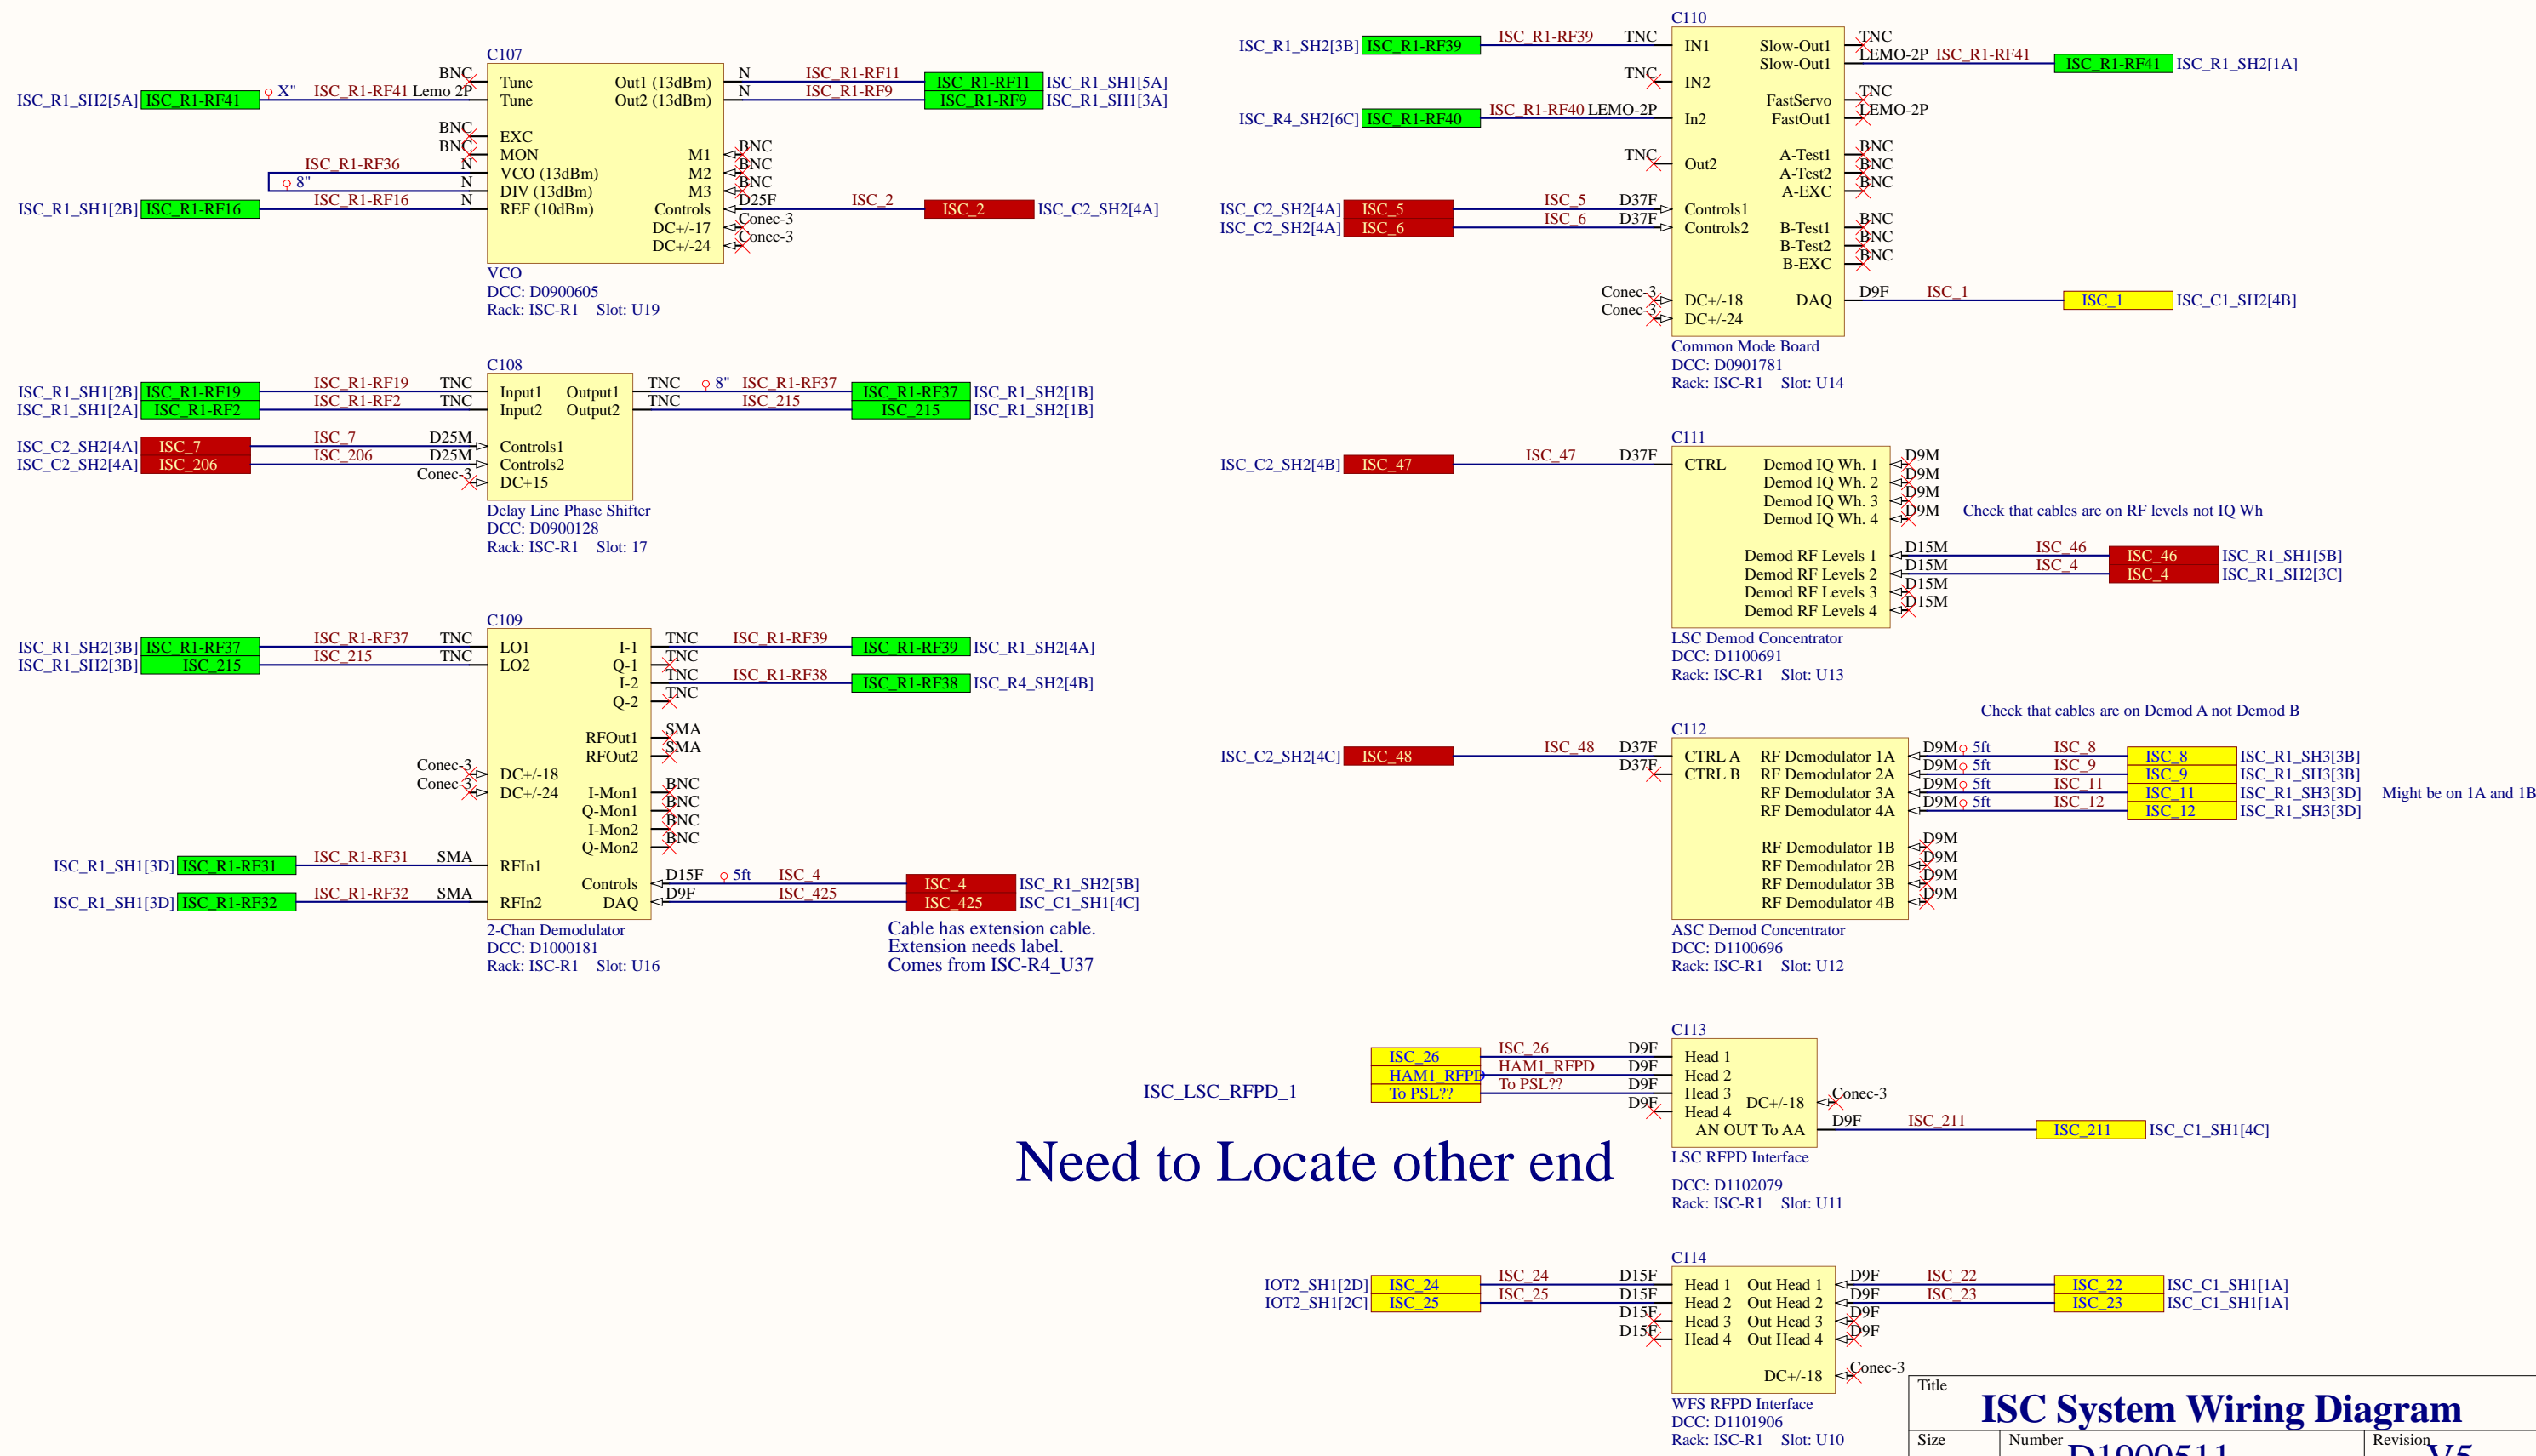 C107
BNC
Tune
Out1 (13dBm)
N
ISC_R1-RF11
ISC_R1-RF11
ISC_R1_SH1[5A]
ISC_R1_SH2[5A]
ISC_R1-RF41
X"
ISC_R1-RF41
Lemo 2P
Tune
Out2 (13dBm)
N
ISC_R1-RF9
ISC_R1-RF9
ISC_R1_SH1[3A]
BNC
EXC
BNC
MON
M1
BNC
ISC_R1-RF36
N
VCO (13dBm)
M2
BNC
8"
N
DIV (13dBm)
M3
BNC
ISC_R1_SH1[2B]
ISC_R1-RF16
ISC_R1-RF16
N
REF (10dBm)
Controls
D25F
ISC_2
ISC_2
ISC_C2_SH2[4A]
DC+/-17
Conec-3
DC+/-24
Conec-3
VCO
DCC: D0900605
Rack: ISC-R1 Slot: U19
C108
ISC_R1_SH1[2B]
ISC_R1-RF19
ISC_R1-RF19
TNC
Input1
Output1
TNC
8"
ISC_R1-RF37
ISC_R1-RF37
ISC_R1_SH2[1B]
ISC_R1_SH1[2A]
ISC_R1-RF2
ISC_R1-RF2
TNC
Input2
Output2
TNC
ISC_215
ISC_215
ISC_R1_SH2[1B]
ISC_C2_SH2[4A]
ISC_7
ISC_7
D25M
Controls1
ISC_C2_SH2[4A]
ISC_206
ISC_206
D25M
Controls2
Conec-3
DC+15
Delay Line Phase Shifter
DCC: D0900128
Rack: ISC-R1 Slot: 17
C109
ISC_R1_SH2[3B]
ISC_R1-RF37
ISC_R1-RF37
TNC
LO1
I-1
TNC
ISC_R1-RF39
ISC_R1-RF39
ISC_R1_SH2[4A]
ISC_R1_SH2[3B]
ISC_215
ISC_215
TNC
LO2
Q-1
TNC
I-2
TNC
ISC_R1-RF38
ISC_R1-RF38
ISC_R4_SH2[4B]
Q-2
TNC
RFOut1
SMA
RFOut2
SMA
Conec-3
DC+/-18
Conec-3
DC+/-24
I-Mon1
BNC
Q-Mon1
BNC
I-Mon2
BNC
Q-Mon2
BNC
ISC_R1_SH1[3D]
ISC_R1-RF31
ISC_R1-RF31
SMA
RFIn1
Controls
D15F
5ft
ISC_4
ISC_4
ISC_R1_SH2[5B]
ISC_R1_SH1[3D]
ISC_R1-RF32
ISC_R1-RF32
SMA
RFIn2
DAQ
D9F
ISC_425
ISC_425
ISC_C1_SH1[4C]
2-Chan Demodulator
DCC: D1000181
Rack: ISC-R1 Slot: U16
Cable has extension cable.
Extension needs label.
Comes from ISC-R4_U37
C110
ISC_R1_SH2[3B]
ISC_R1-RF39
ISC_R1-RF39
TNC
IN1
Slow-Out1
TNC
Slow-Out1
LEMO-2P
ISC_R1-RF41
ISC_R1-RF41
ISC_R1_SH2[1A]
TNC
IN2
FastServo
TNC
ISC_R4_SH2[6C]
ISC_R1-RF40
ISC_R1-RF40
LEMO-2P
In2
FastOut1
LEMO-2P
TNC
Out2
A-Test1
BNC
A-Test2
BNC
A-EXC
BNC
ISC_C2_SH2[4A]
ISC_5
ISC_5
D37F
Controls1
ISC_C2_SH2[4A]
ISC_6
ISC_6
D37F
Controls2
B-Test1
BNC
B-Test2
BNC
B-EXC
BNC
Conec-3
DC+/-18
DAQ
D9F
ISC_1
ISC_1
ISC_C1_SH2[4B]
Conec-3
DC+/-24
Common Mode Board
DCC: D0901781
Rack: ISC-R1 Slot: U14
C111
ISC_C2_SH2[4B]
ISC_47
ISC_47
D37F
CTRL
Demod IQ Wh. 1
D9M
Demod IQ Wh. 2
D9M
Demod IQ Wh. 3
D9M
Demod IQ Wh. 4
D9M
Check that cables are on RF levels not IQ Wh
Demod RF Levels 1
D15M
ISC_46
ISC_46
ISC_R1_SH1[5B]
Demod RF Levels 2
D15M
ISC_4
ISC_4
ISC_R1_SH2[3C]
Demod RF Levels 3
D15M
Demod RF Levels 4
D15M
LSC Demod Concentrator
DCC: D1100691
Rack: ISC-R1 Slot: U13
Check that cables are on Demod A not Demod B
C112
ISC_C2_SH2[4C]
ISC_48
ISC_48
D37F
CTRL A
RF Demodulator 1A
D9M
5ft
ISC_8
ISC_8
ISC_R1_SH3[3B]
D37F
CTRL B
RF Demodulator 2A
D9M
5ft
ISC_9
ISC_9
ISC_R1_SH3[3B]
RF Demodulator 3A
D9M
5ft
ISC_11
ISC_11
ISC_R1_SH3[3D]
Might be on 1A and 1B
RF Demodulator 4A
D9M
5ft
ISC_12
ISC_12
ISC_R1_SH3[3D]
RF Demodulator 1B
D9M
RF Demodulator 2B
D9M
RF Demodulator 3B
D9M
RF Demodulator 4B
D9M
ASC Demod Concentrator
DCC: D1100696
Rack: ISC-R1 Slot: U12
C113
ISC_26
ISC_26
D9F
Head 1
HAM1_RFPD
HAM1_RFPD
D9F
Head 2
ISC_LSC_RFPD_1
To PSL??
To PSL??
D9F
Head 3
DC+/-18
Conec-3
D9F
Head 4
AN OUT To AA
D9F
ISC_211
ISC_211
ISC_C1_SH1[4C]
Need to Locate other end
LSC RFPD Interface
DCC: D1102079
Rack: ISC-R1 Slot: U11
C114
IOT2_SH1[2D]
ISC_24
ISC_24
D15F
Head 1
Out Head 1
D9F
ISC_22
ISC_22
ISC_C1_SH1[1A]
IOT2_SH1[2C]
ISC_25
ISC_25
D15F
Head 2
Out Head 2
D9F
ISC_23
ISC_23
ISC_C1_SH1[1A]
D15F
Head 3
Out Head 3
D9F
D15F
Head 4
Out Head 4
D9F
DC+/-18
Conec-3
WFS RFPD Interface
DCC: D1101906
Rack: ISC-R1 Slot: U10
Title
ISC System Wiring Diagram
Size
Number
D1900511
Revision
V5